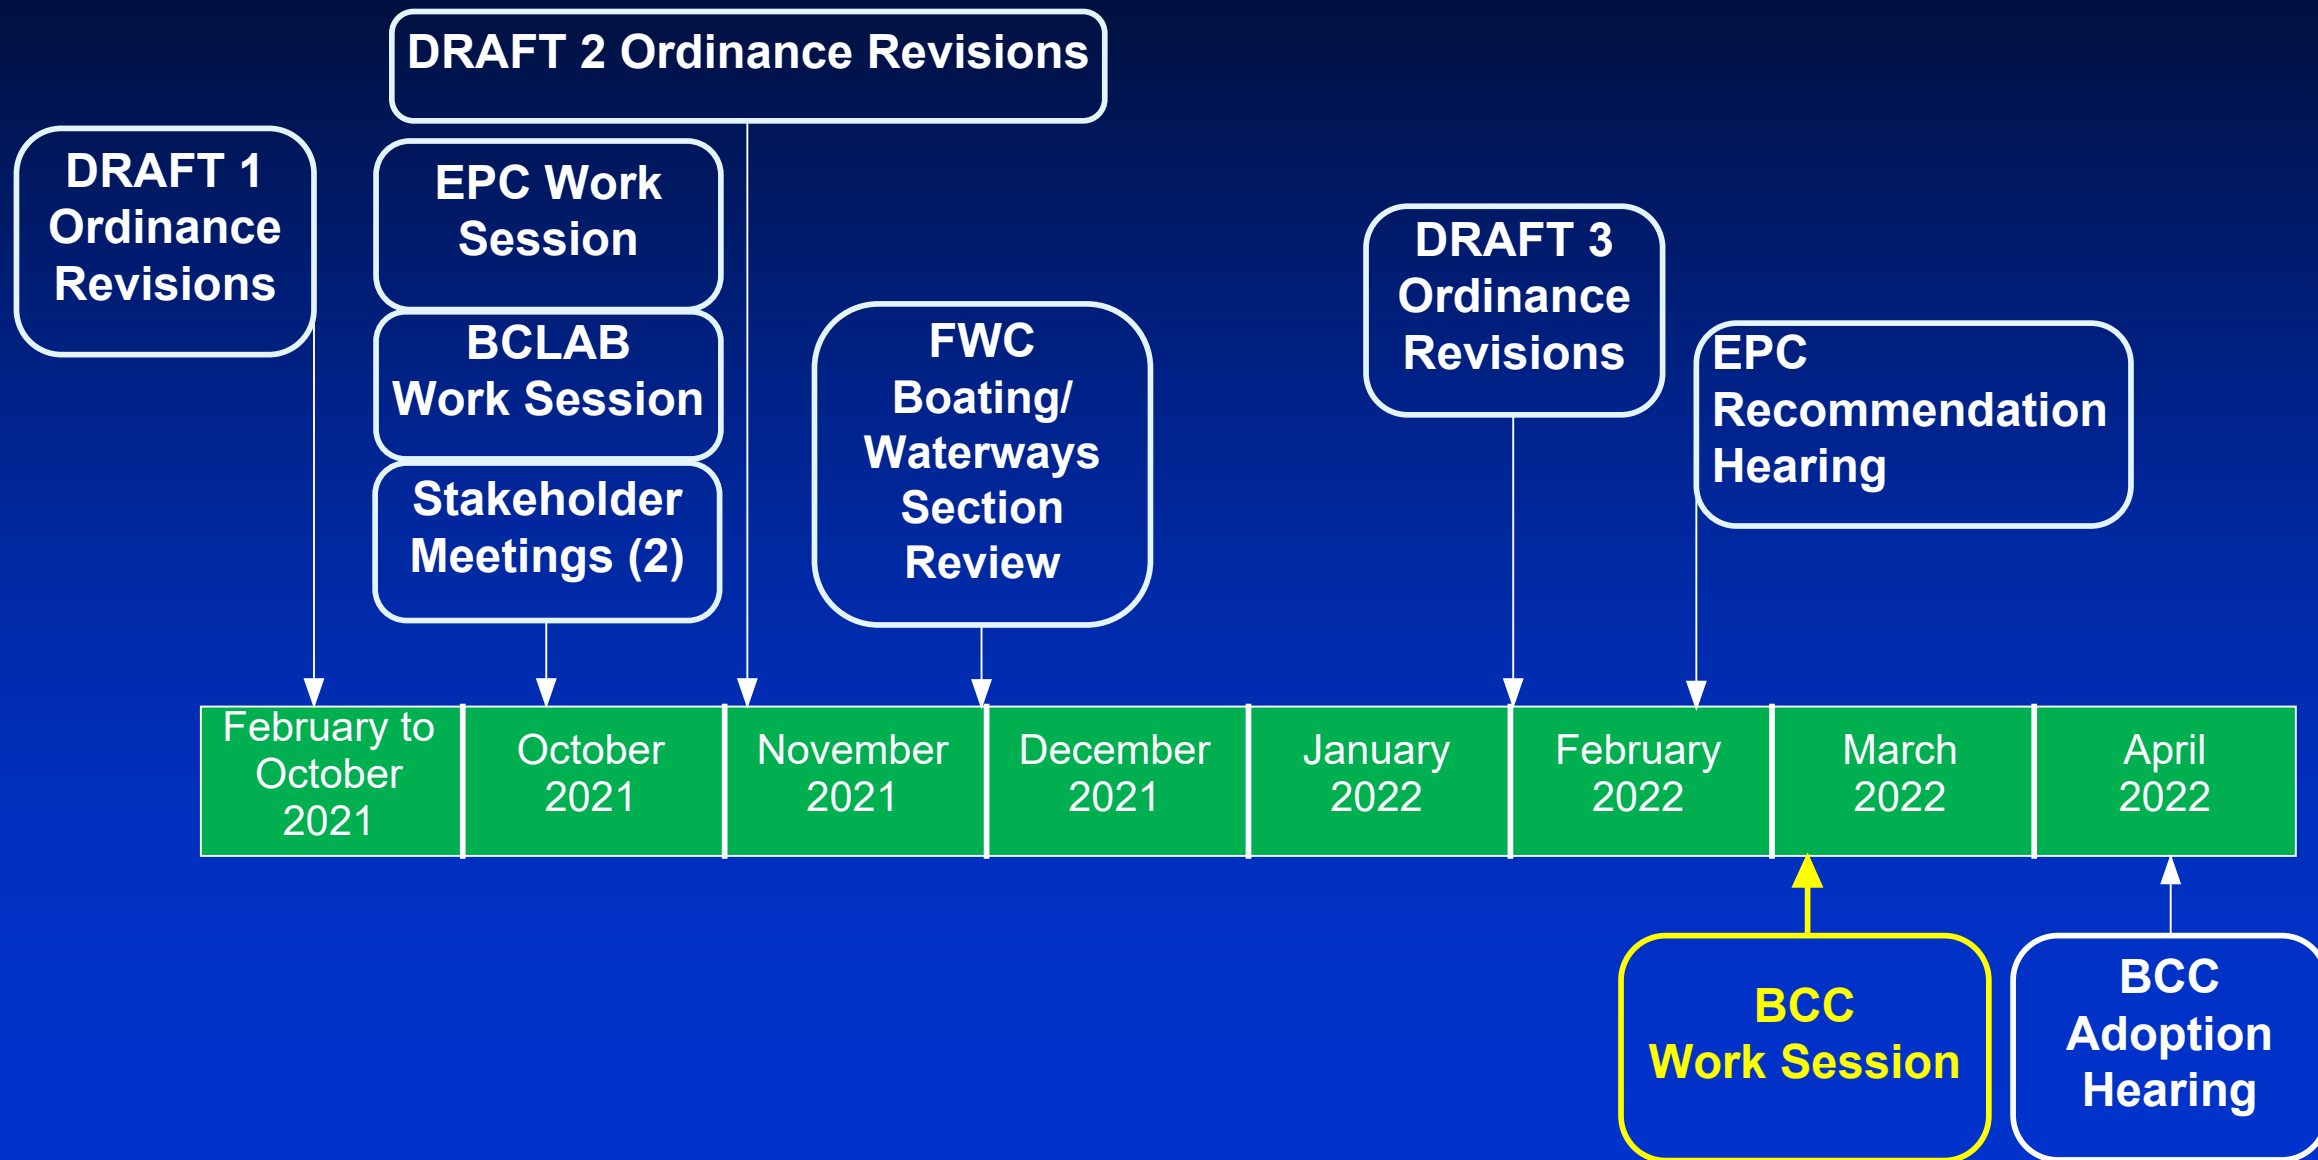 DRAFT 2 Ordinance Revisions
DRAFT 1
Ordinance
Revisions
EPC Work
Session
BCLAB
Work Session
Stakeholder
Meetings (2)
FWC
Boating/
Waterways
Section
Review
DRAFT 3
Ordinance
Revisions
EPC
Recommendation
Hearing
February to
October
2021
October
2021
November
2021
December
2021
January
2022
February
2022
March
2022
April
2022
BCC
Work Session
BCC
Adoption
Hearing